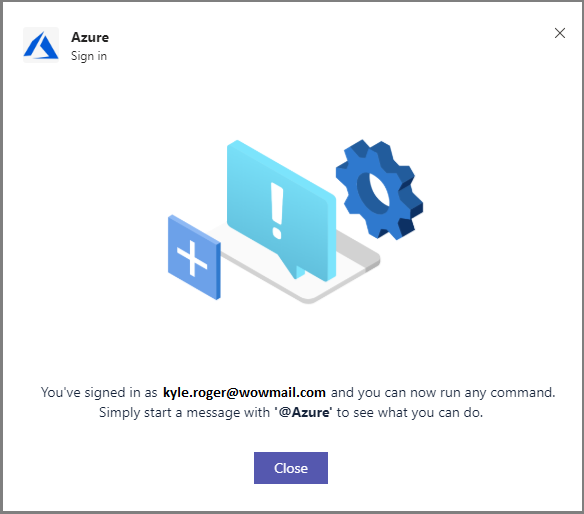 Azure
Sign in
You've signed in as kyle.roger@wowmail.com and you can now run any command.
Simply start a message with '@Azure' to see what you can do.
Close